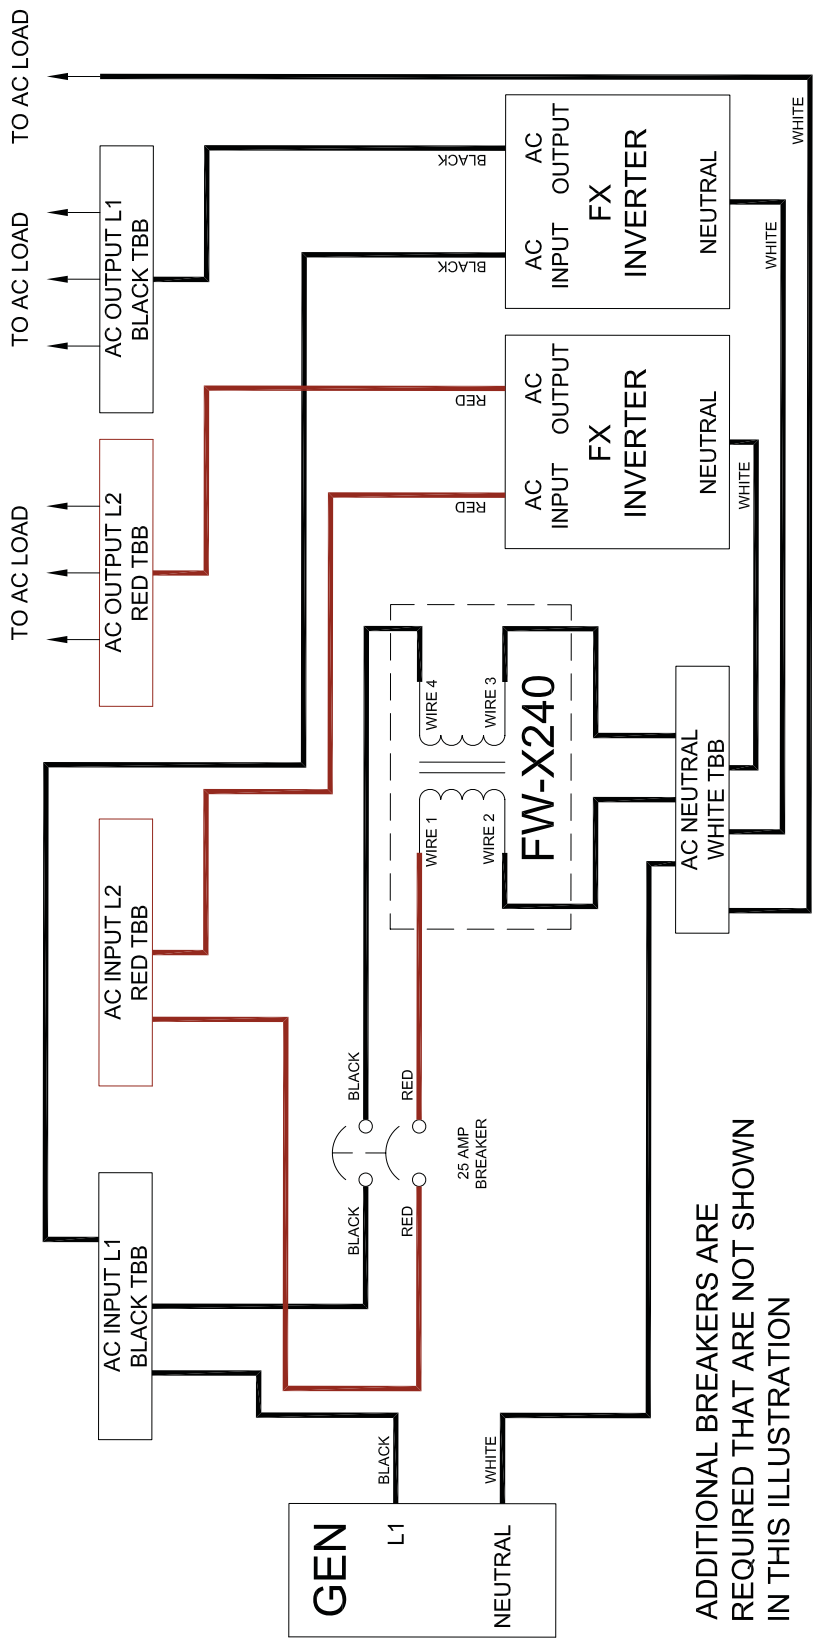 GEN
L1
NEUTRAL
BLACK
WHITE
ADDITIONAL BREAKERS ARE
REQUIRED THAT ARE NOT SHOWN
IN THIS ILLUSTRATION
AC INPUT L1
BLACK TBB
BLACK
RED
25 AMP
BREAKER
BLACK
RED
AC INPUT L2
RED TBB
WIRE 1
WIRE 2
WIRE 4
WIRE 3
FW-X240
AC NEUTRAL
WHITE TBB
TO AC LOAD
AC OUTPUT L2
RED TBB
RED
RED
AC
INPUT
AC
OUTPUT
FX
INVERTER
NEUTRAL
WHITE
TO AC LOAD
AC OUTPUT L1
BLACK TBB
BLACK
BLACK
AC
INPUT
AC
OUTPUT
FX
INVERTER
NEUTRAL
WHITE
TO AC LOAD
WHITE